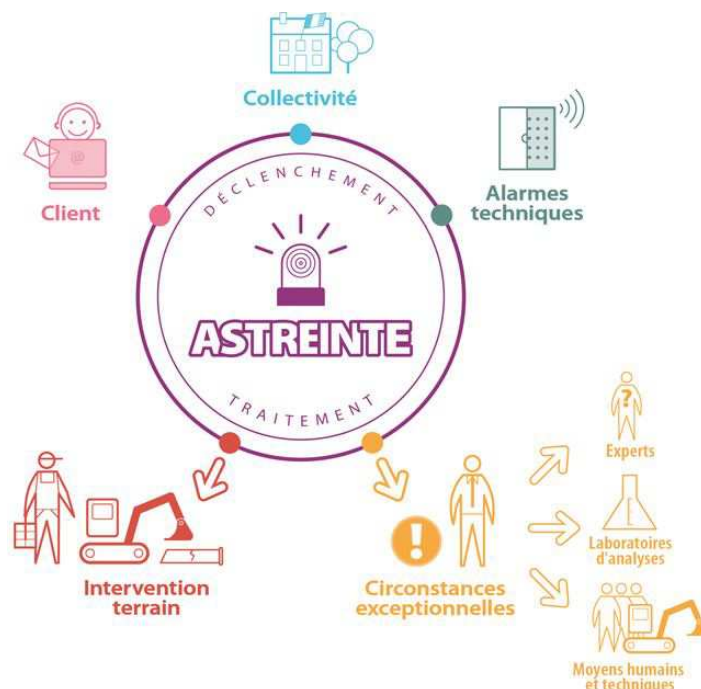 Collectivité
Client
Alarmes
techniques
DÉCLENCHEMENT
@
ASTREINTE
TRAITEMENT
?
Experts
!
Laboratoires
d'analyses
Intervention
terrain
Circonstances
exceptionnelles
Moyens humains
et techniques